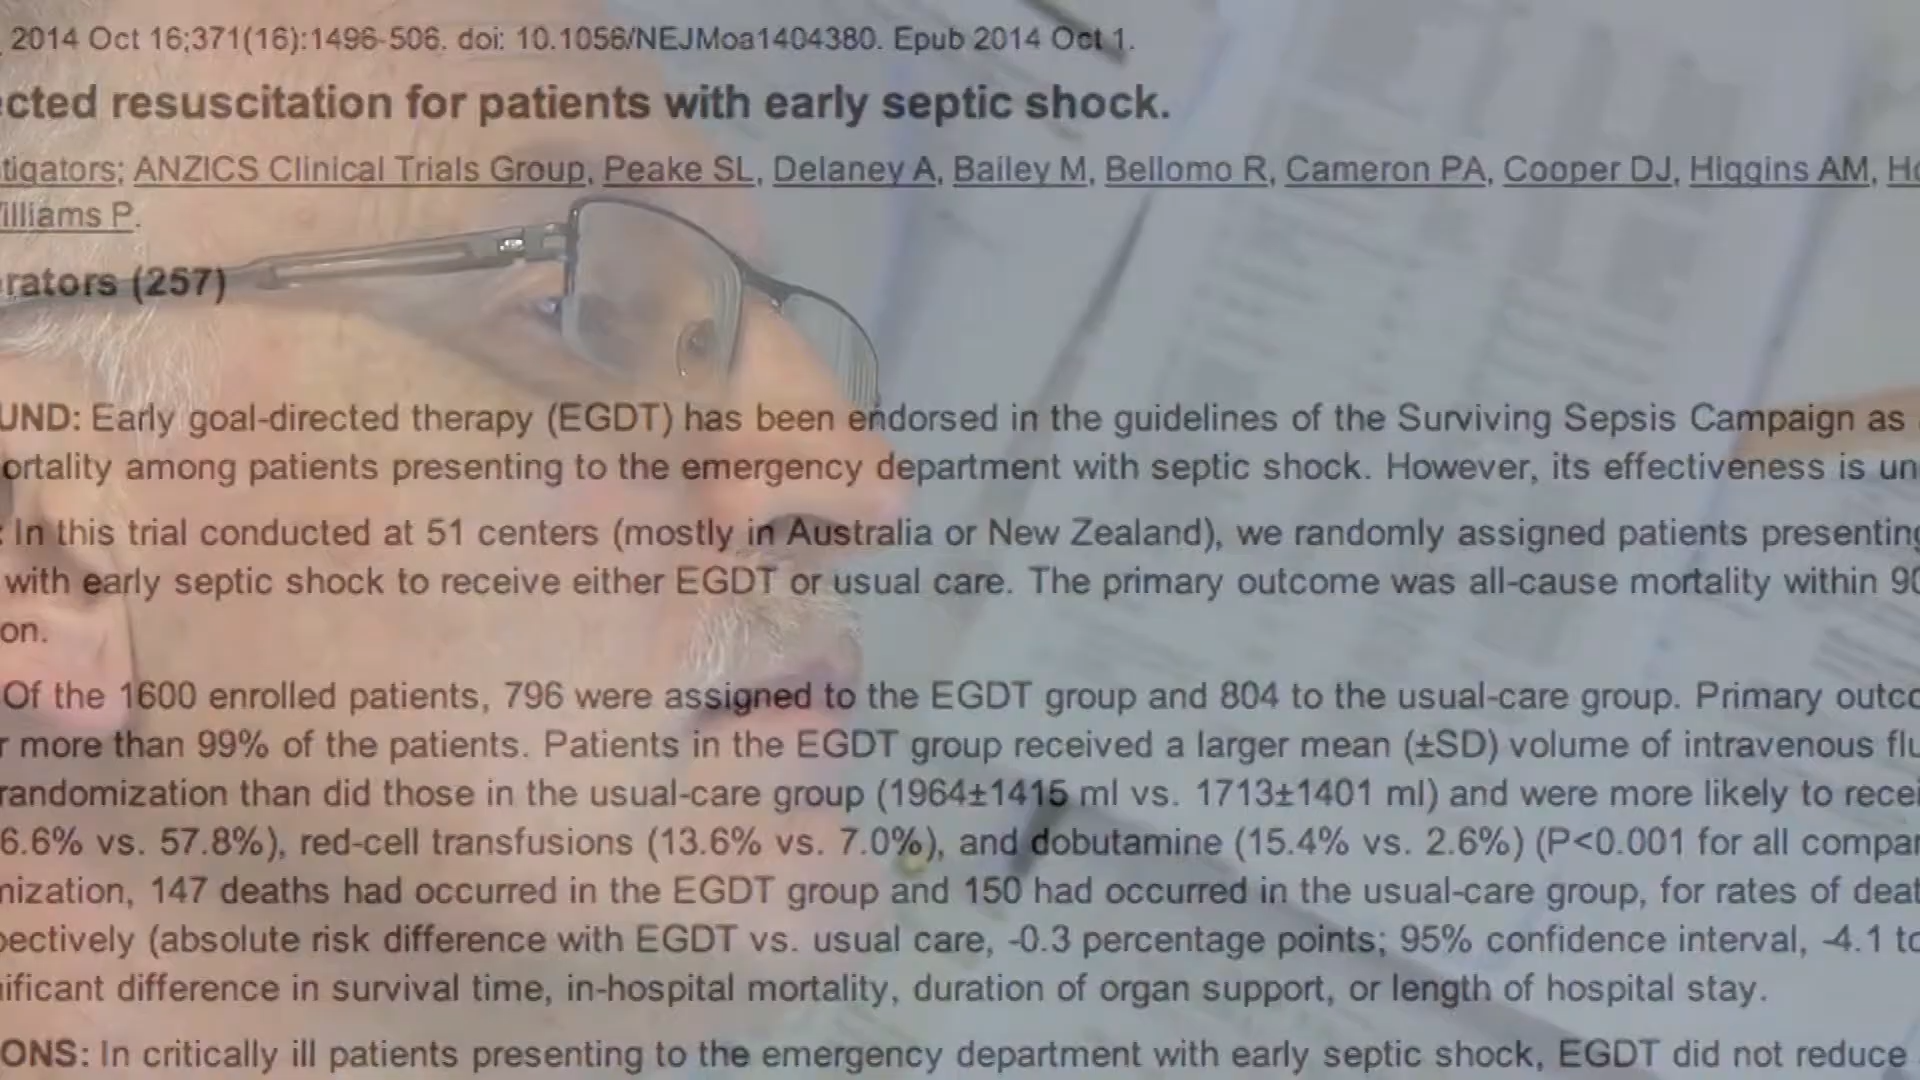 2014 Oct 16;371(16):1496-506. doi: 10.1056/NEJMoa1404380. Epub 2014 Oct 1.
cted resuscitation for patients with early septic shock.
tigators; ANZICS Clinical Trials Group, Peake SL, Delaney A, Bailey M, Bellomo R, Cameron PA, Cooper DJ, Higgins AM, Ho
illiams P.
rators (257)
UND: Early goal-directed therapy (EGDT) has been endorsed in the guidelines of the Surviving Sepsis Campaign as
ortality among patients presenting to the emergency department with septic shock. However, its effectiveness is un
: In this trial conducted at 51 centers (mostly in Australia or New Zealand), we randomly assigned patients presenting
with early septic shock to receive either EGDT or usual care. The primary outcome was all-cause mortality within 90
on.
Of the 1600 enrolled patients, 796 were assigned to the EGDT group and 804 to the usual-care group. Primary outco
r more than 99% of the patients. Patients in the EGDT group received a larger mean (±SD) volume of intravenous flu
randomization than did those in the usual-care group (1964±1415 ml vs. 1713±1401 ml) and were more likely to recei
6.6% vs. 57.8%), red-cell transfusions (13.6% vs. 7.0%), and dobutamine (15.4% vs. 2.6%) (P<0.001 for all compar
nization, 147 deaths had occurred in the EGDT group and 150 had occurred in the usual-care group, for rates of deat
pectively (absolute risk difference with EGDT vs. usual care, -0.3 percentage points; 95% confidence interval, -4.1 to
ificant difference in survival time, in-hospital mortality, duration of organ support, or length of hospital stay.
ONS: In critically ill patients presenting to the emergency department with early septic shock, EGDT did not reduce